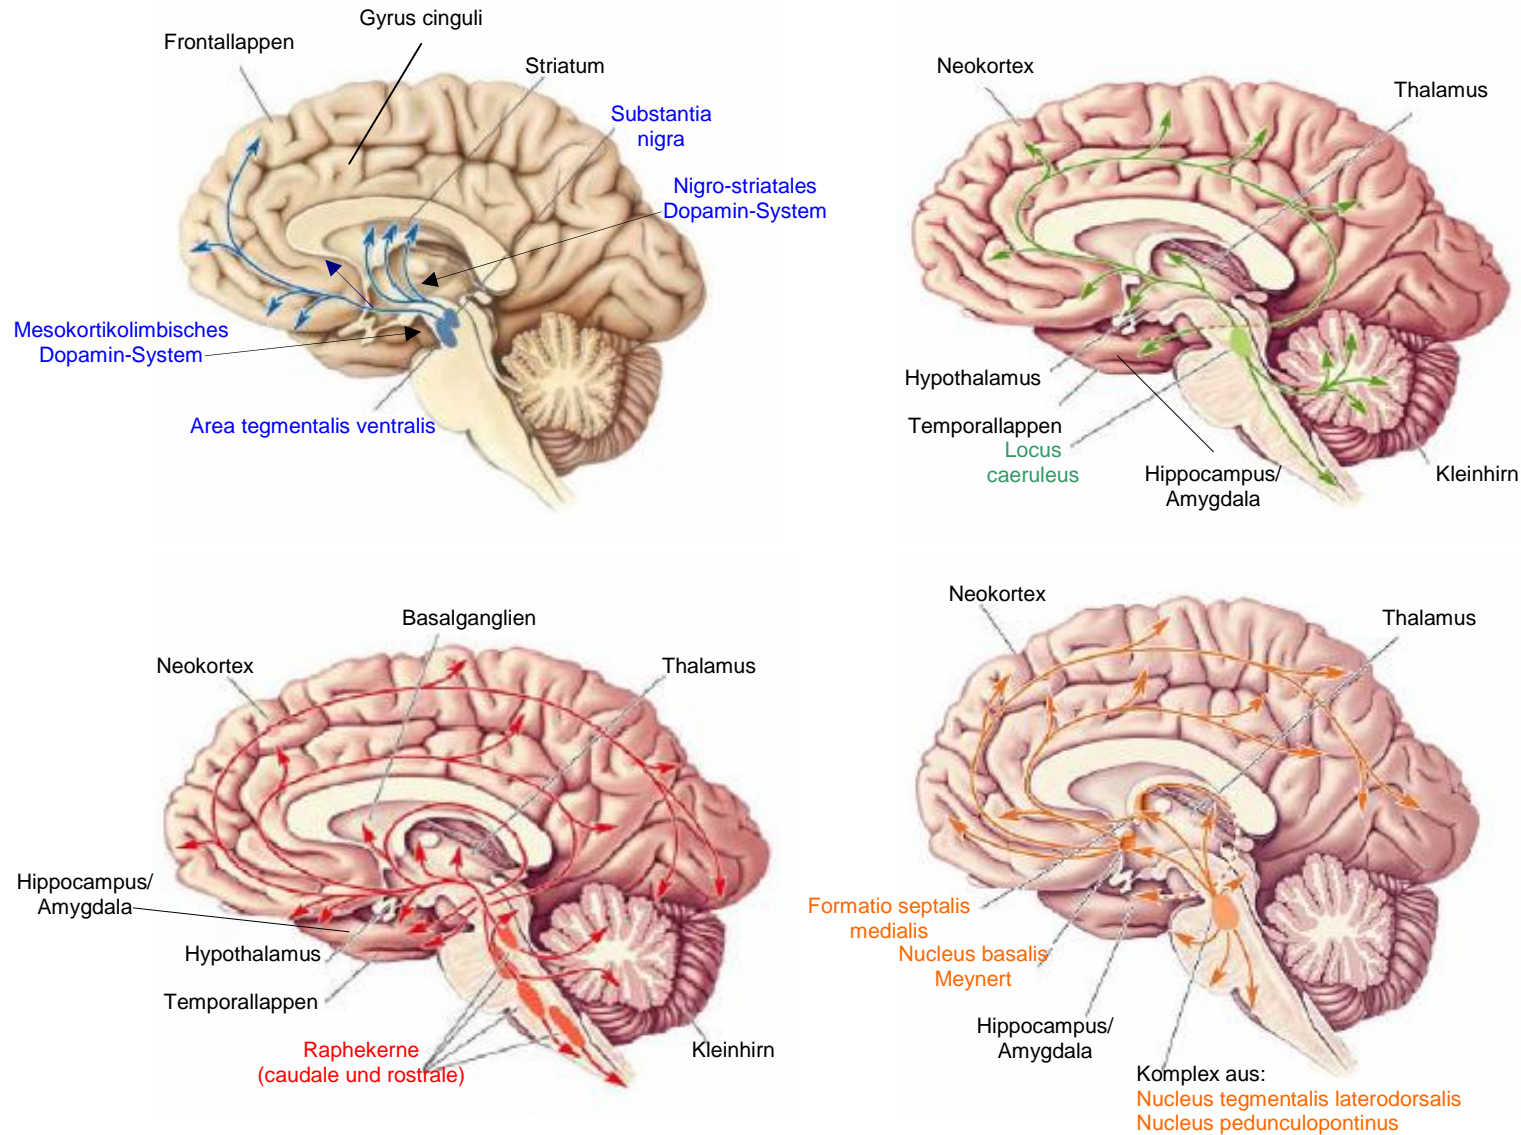 Gyrus cinguli
Frontallappen
Striatum
Substantia
nigra
Nigro-striatales
Dopamin-System
Mesokortikolimbisches
Dopamin-System
Area tegmentalis ventralis
Neokortex
Thalamus
Hypothalamus
Temporallappen
Locus
caeruleus
Hippocampus/
Amygdala
Kleinhirn
Basalganglien
Neokortex
Thalamus
Hippocampus/
Amygdala
Hypothalamus
Temporallappen
Raphekerne
(caudale und rostrale)
Kleinhirn
Neokortex
Thalamus
Formatio septalis
medialis
Nucleus basalis
Meynert
Hippocampus/
Amygdala
Komplex aus:
Nucleus tegmentalis laterodorsalis
Nucleus pedunculopontinus